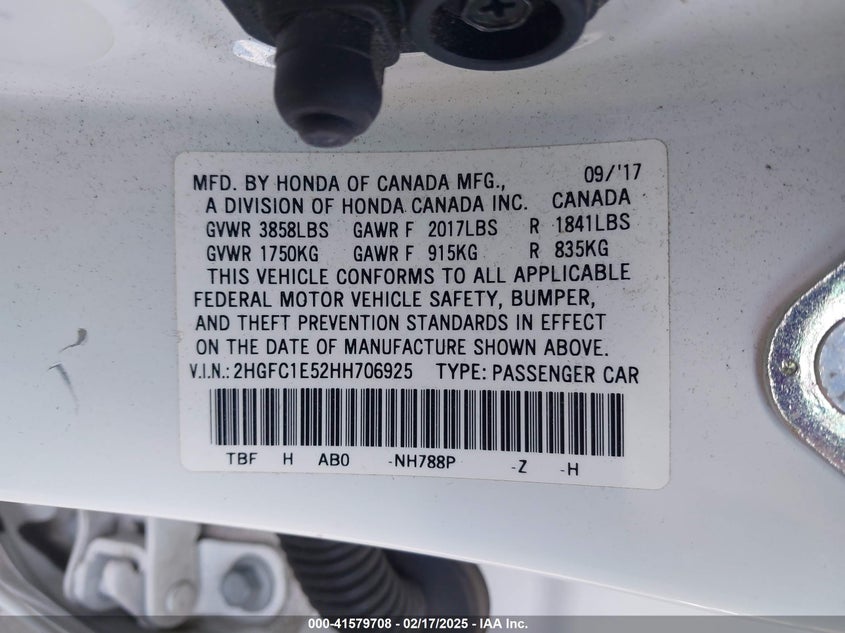 MFD. BY HONDA OF CANADA MFG., 09/'17
A DIVISION OF HONDA CANADA INC. CANADA
GVWR 3858LBS GAWR F 2017LBS R 1841LBS
GVWR 1750KG GAWR F 915KG R 835KG
THIS VEHICLE CONFORMS TO ALL APPLICABLE
FEDERAL MOTOR VEHICLE SAFETY, BUMPER,
AND THEFT PREVENTION STANDARDS IN EFFECT
ON THE DATE OF MANUFACTURE SHOWN ABOVE.
V.I.N.: 2HGFC1E52HH706925 TYPE: PASSENGER CAR
TBF H AB0 -NH788P -Z -H
000-41579708 - 02/17/2025 - IAA Inc.